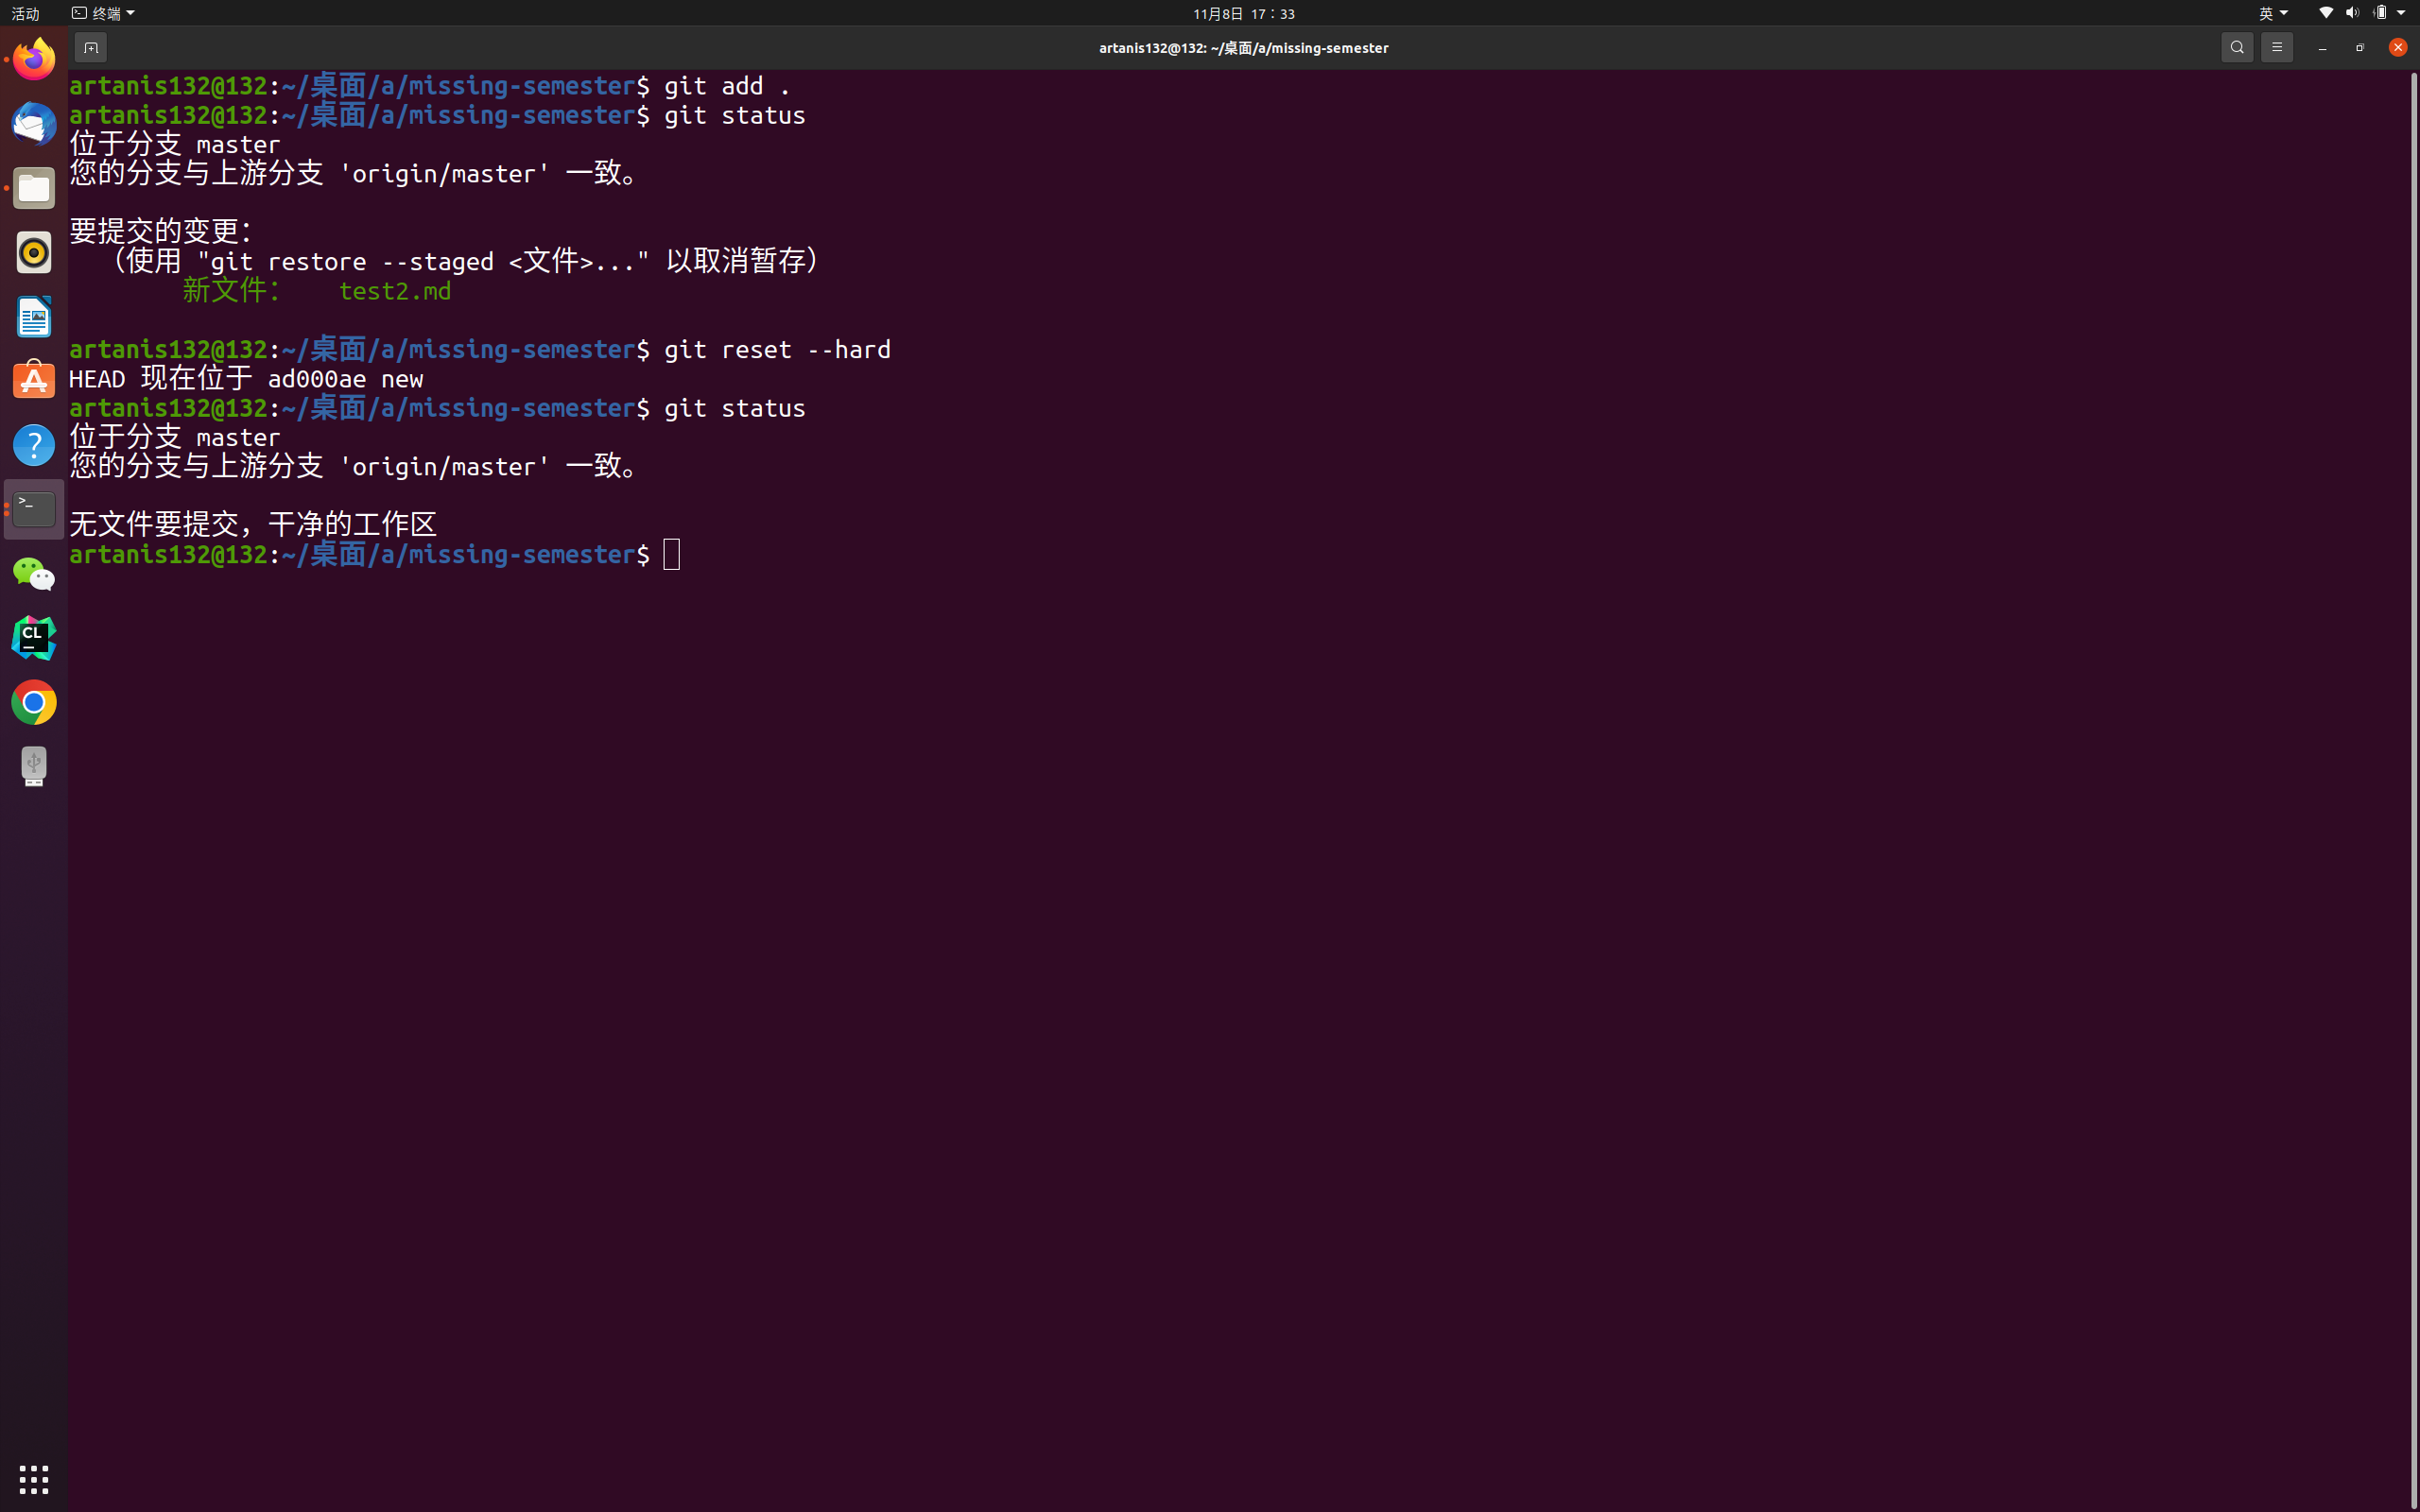 活动 终端 11月8日 17：33 英
artanis132@132: ~/桌面/a/missing-semester
artanis132@132:~/桌面/a/missing-semester$ git add .
artanis132@132:~/桌面/a/missing-semester$ git status
位于分支 master
您的分支与上游分支 'origin/master' 一致。
要提交的变更：
（使用 "git restore --staged <文件>..." 以取消暂存）
新文件： test2.md
artanis132@132:~/桌面/a/missing-semester$ git reset --hard
HEAD 现在位于 ad000ae new
artanis132@132:~/桌面/a/missing-semester$ git status
位于分支 master
您的分支与上游分支 'origin/master' 一致。
无文件要提交，干净的工作区
artanis132@132:~/桌面/a/missing-semester$
CL